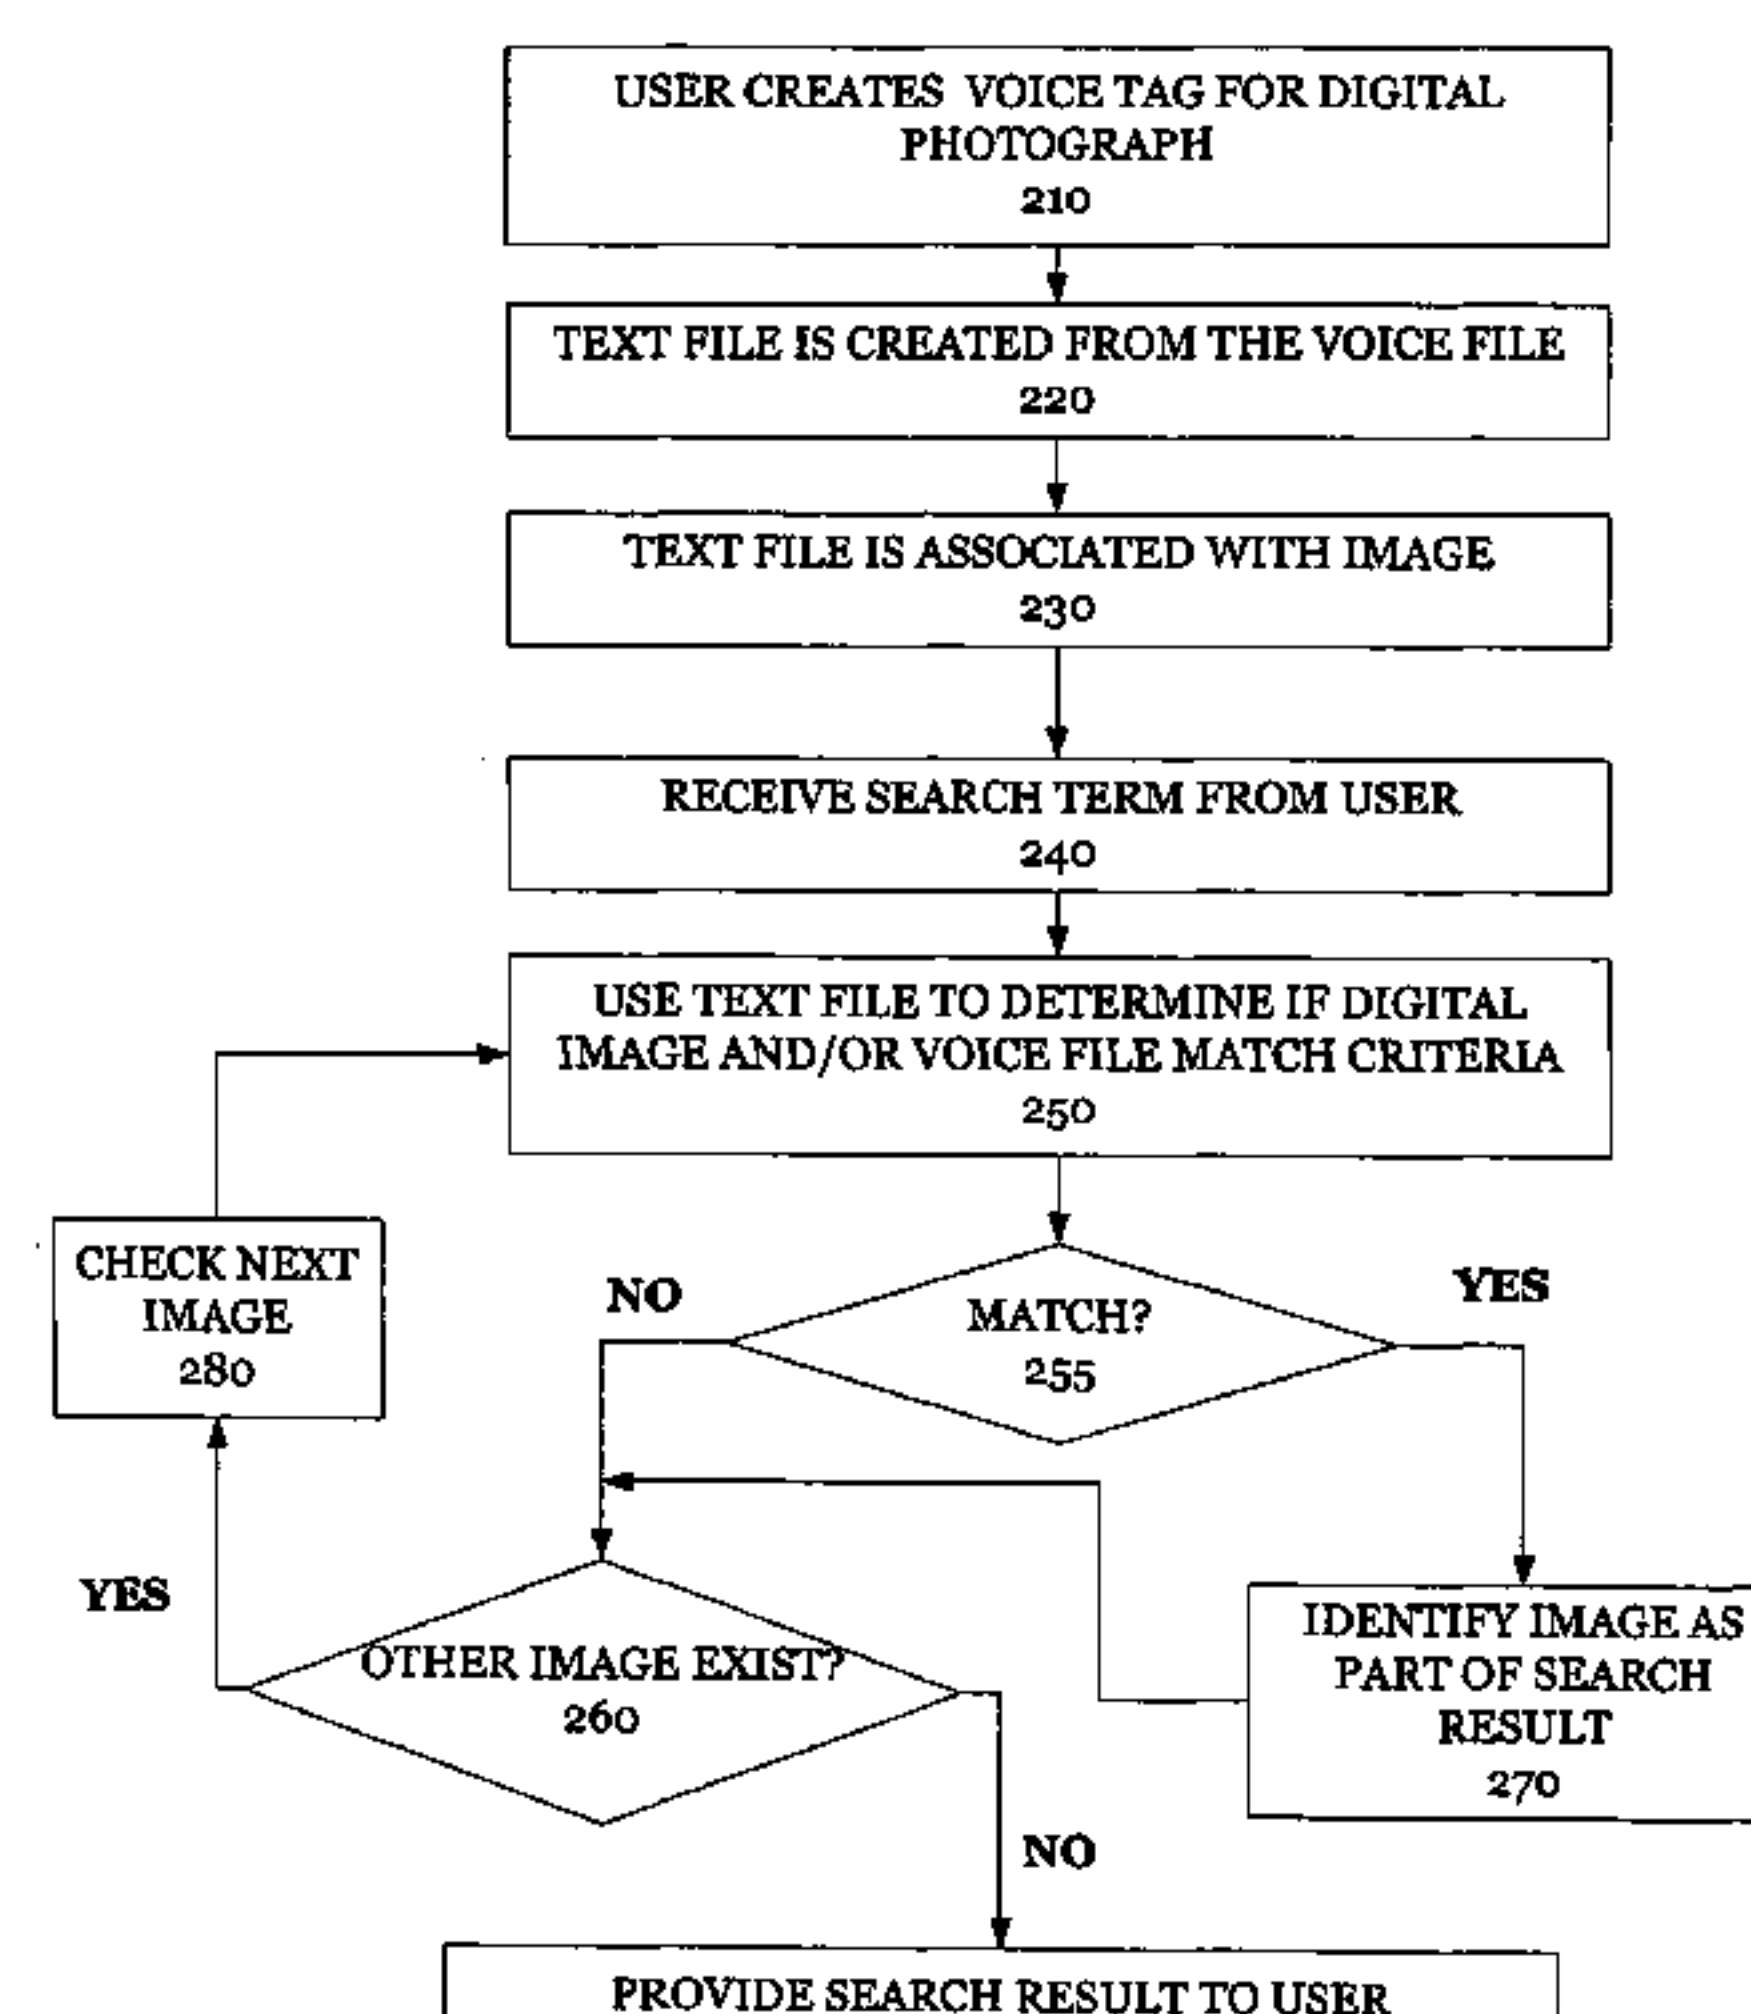 USER CREATES VOICE TAG FOR DIGITAL
PHOTOGRAPH
210
TEXT FILE IS CREATED FROM THE VOICE FILE
220
TEXT FILE IS ASSOCIATED WITH IMAGE
230
RECEIVE SEARCH TERM FROM USER
240
USE TEXT FILE TO DETERMINE IF DIGITAL
IMAGE AND/OR VOICE FILE MATCH CRITERIA
250
CHECK NEXT
IMAGE
280
NO
MATCH?
255
YES
YES
OTHER IMAGE EXIST?
260
IDENTIFY IMAGE AS
PART OF SEARCH
RESULT
270
NO
PROVIDE SEARCH RESULT TO USER